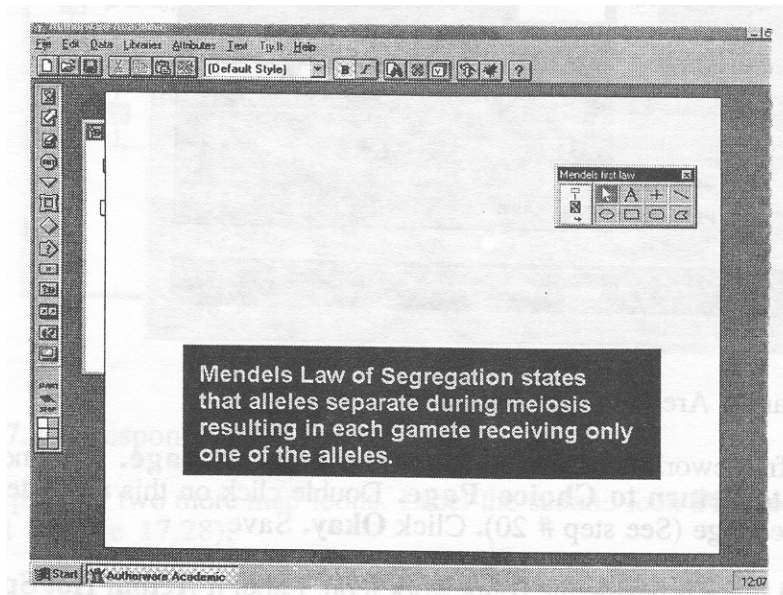 File Edit Data Libraries Attributes Text Try It Help
(Default Style) B I ?
Mendels first law
A
Mendels Law of Segregation states
that alleles separate during meiosis
resulting in each gamete receiving only
one of the alleles.
START
STOP
Start Authorware Academic 12:07